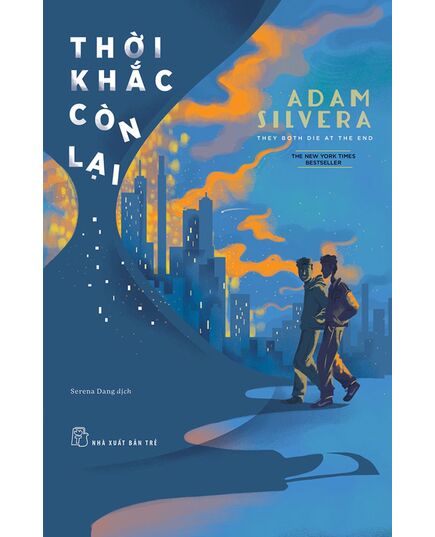 THỜI
KHẮC
CÒN
LẠI
ADAM
SILVERA
THEY BOTH DIE AT THE END
THE NEW YORK TIMES
BESTSELLER
Serena Dang dịch
NHÀ XUẤT BẢN TRẺ